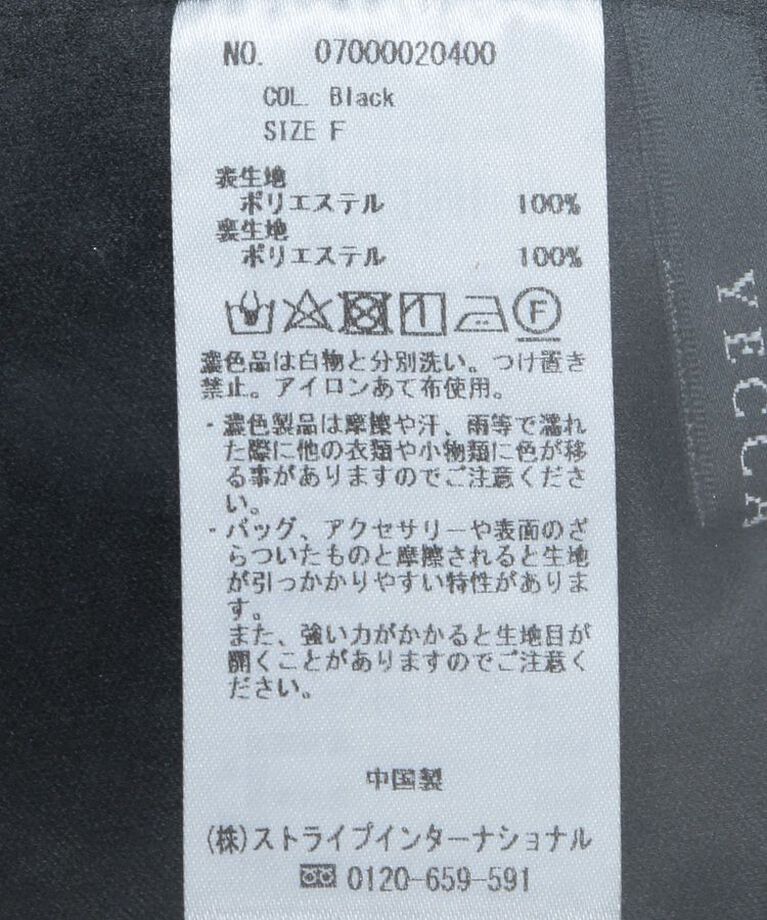 NO. 07000020400
COL. Black
SIZE F
表生地
ポリエステル 100%
裏生地
ポリエステル 100%
F
濃色品は白物と分別洗い。つけ置き
禁止。アイロンあて布使用。
・濃色製品は摩擦や汗、雨等で濡れ
た際に他の衣類や小物類に色が移
る事がありますのでご注意くださ
い。
・バッグ、アクセサリーや表面のざ
らついたものと摩擦されると生地
が引っかかりやすい特性がありま
す。
また、強い力がかかると生地目が
開くことがありますのでご注意く
ださい。
中国製
(株)ストライプインターナショナル
0120-659-591
YECCA